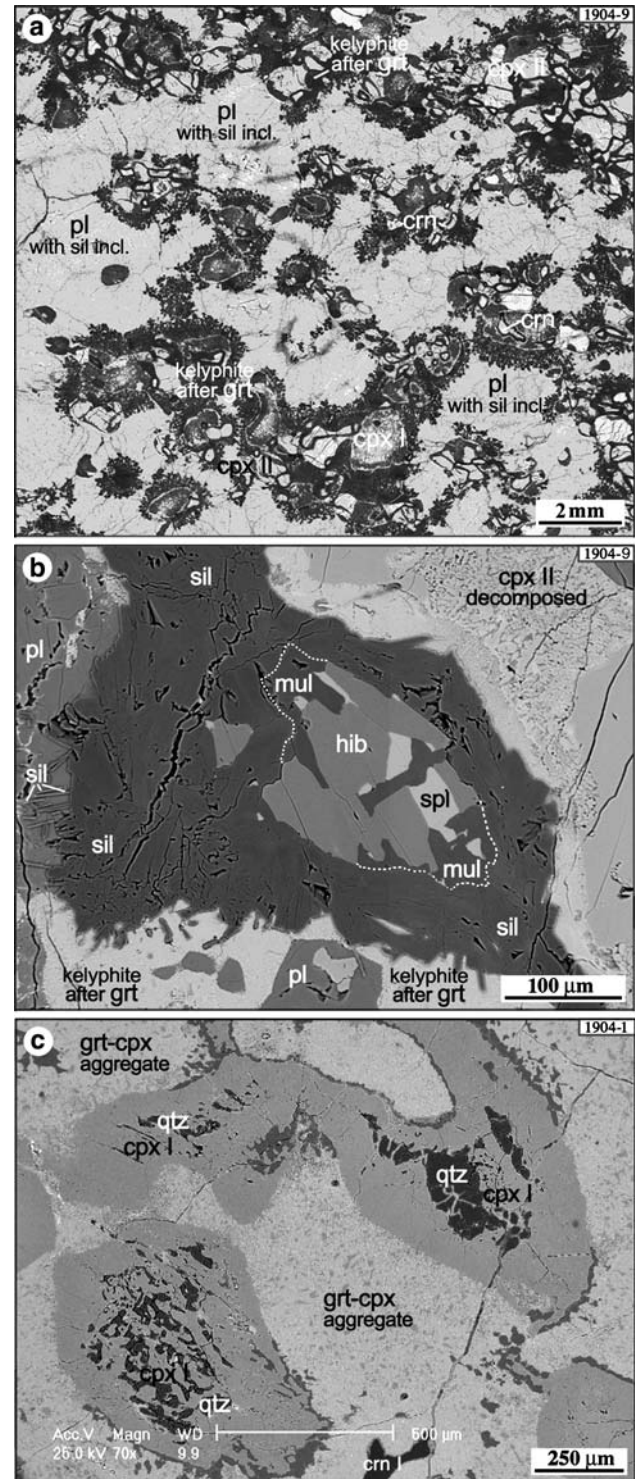 a
1904-9
kelyphite
after grt
cpx II
pl
with sil incl.
pl
with sil incl.
crn
crn
kelyphite
after grt
pl
with sil incl.
cpx I
cpx II
2 mm
b
1904-9
sil
cpx II
decomposed
pl
mul
hib
sil
spl
sil
mul
sil
kelyphite
after grt
pl
kelyphite
after grt
100 µm
c
1904-1
grt-cpx
aggregate
qtz
cpx I
qtz
cpx I
grt-cpx
aggregate
cpx I
qtz
Acc.V Magn WD
25.0 kV 70x 9.9
500 µm
crn I
250 µm